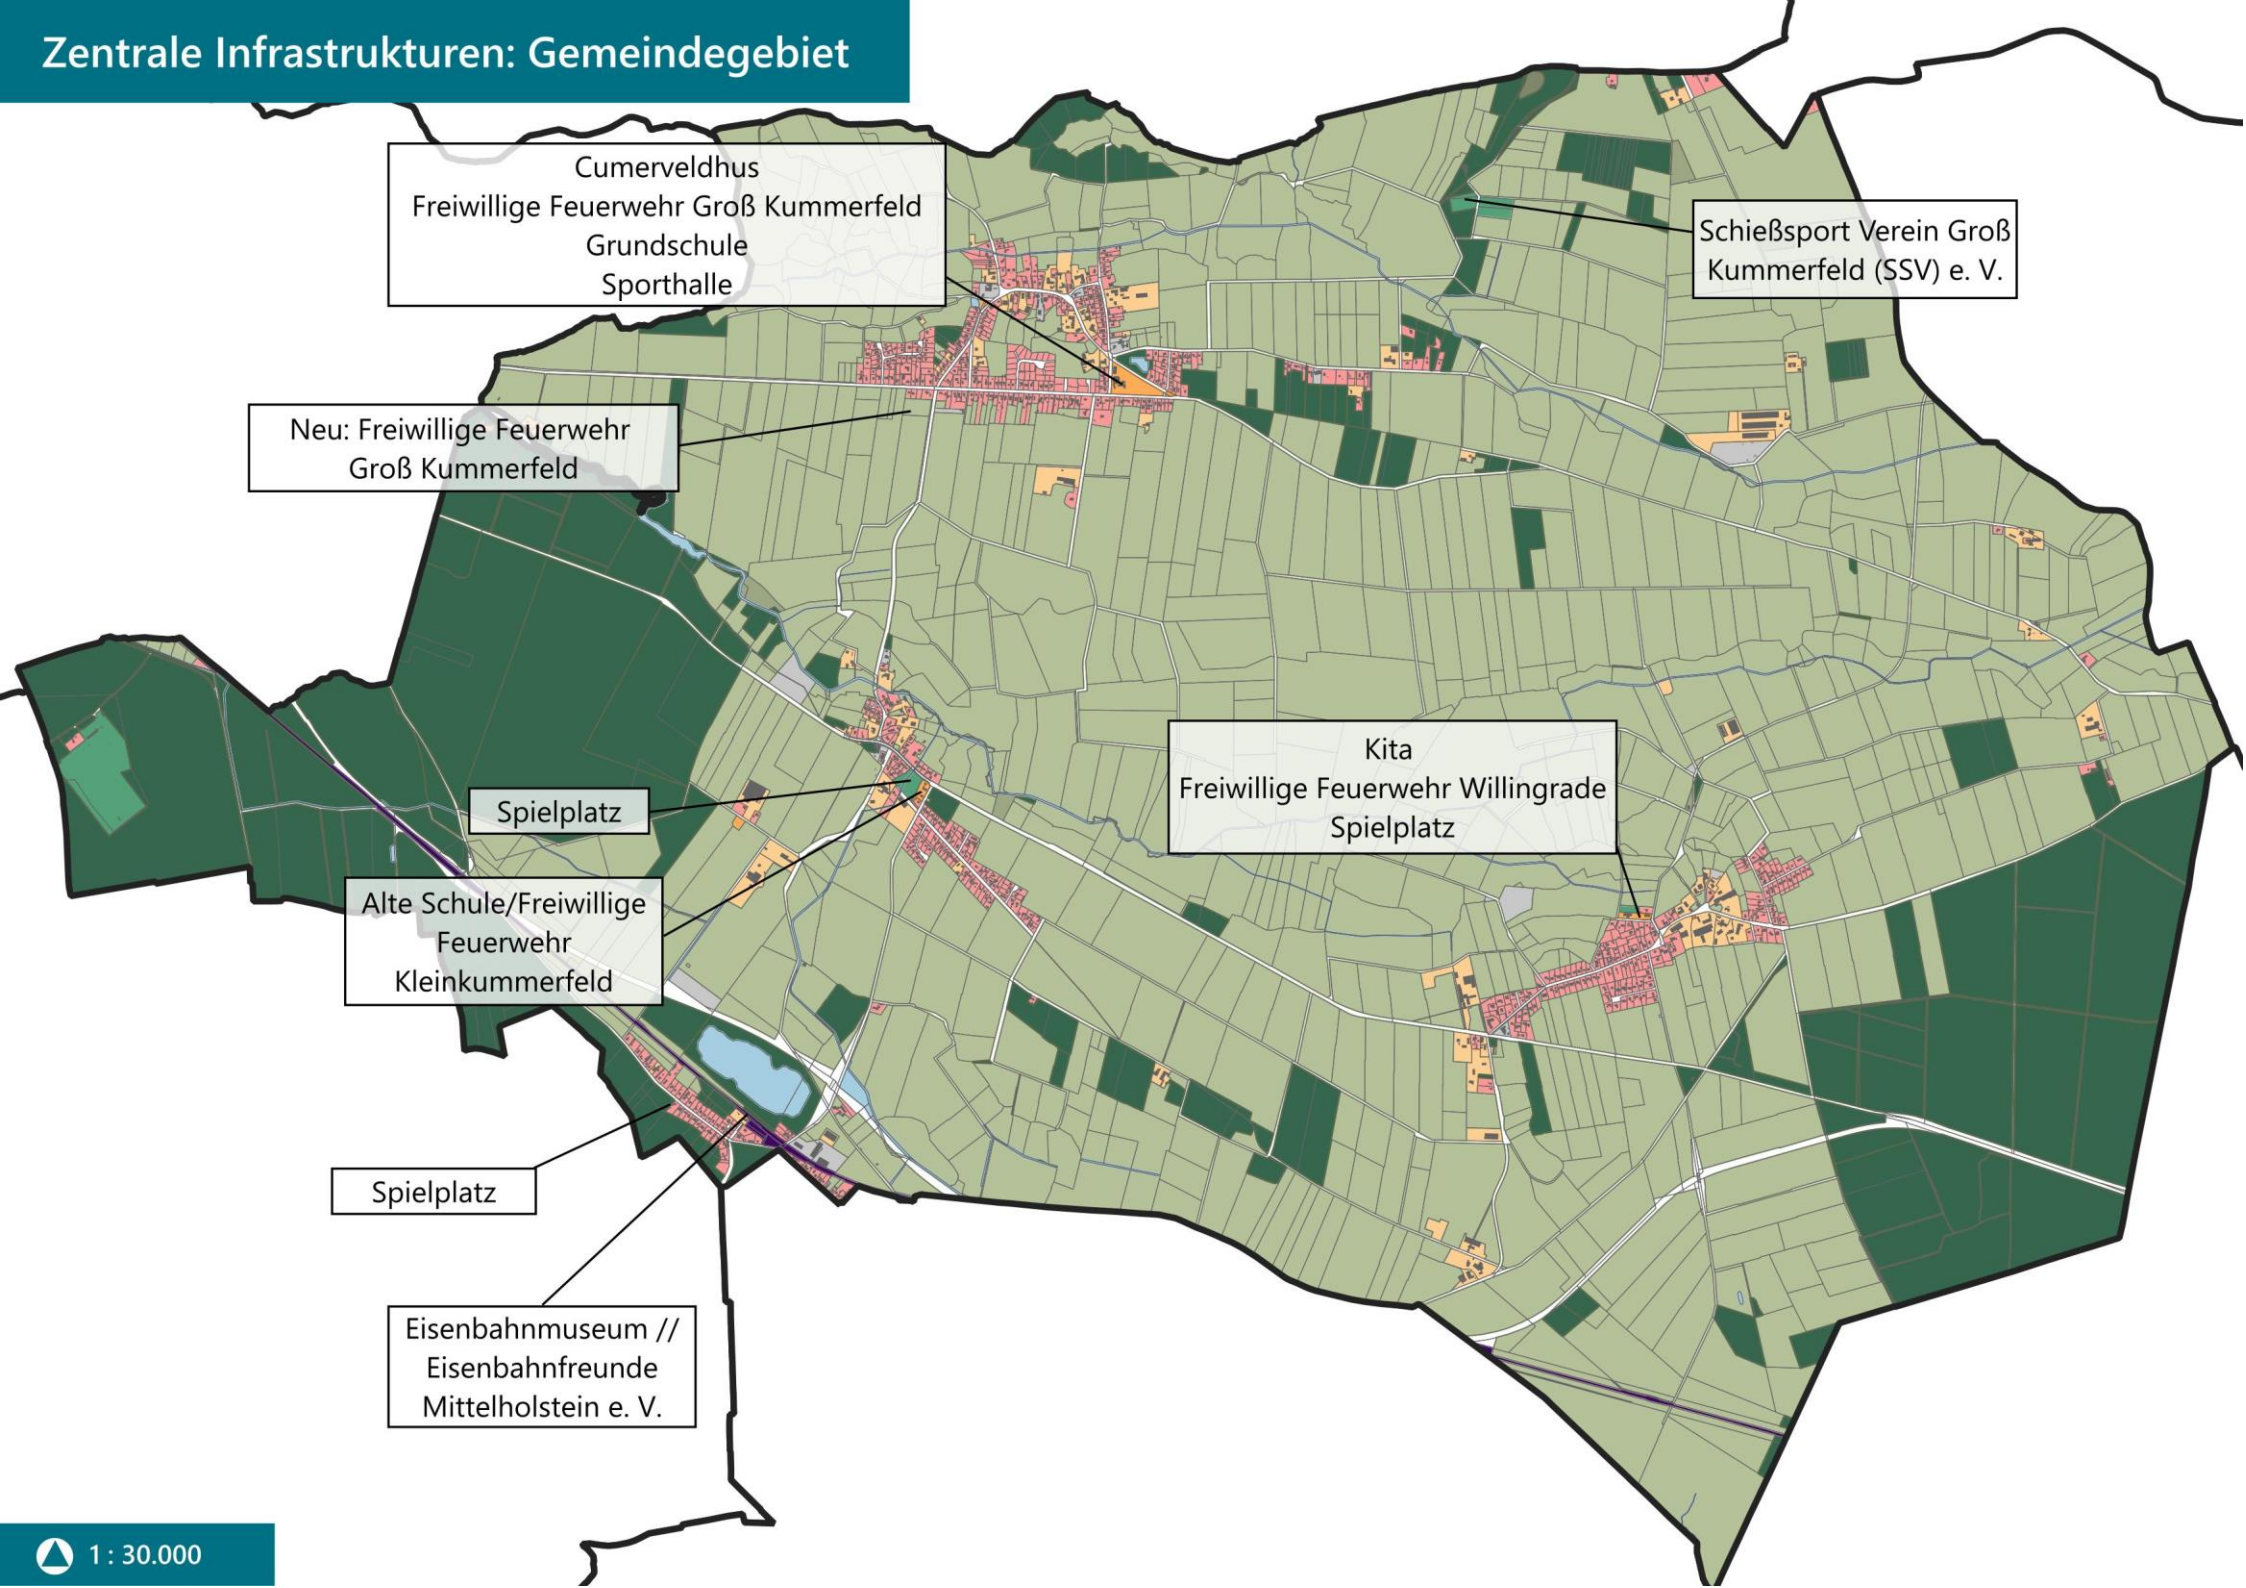 Zentrale Infrastrukturen: Gemeindegebiet
Cumerveldhus
Freiwillige Feuerwehr Groß Kummerfeld
Grundschule
Sporthalle
Schießsport Verein Groß
Kummerfeld (SSV) e. V.
Neu: Freiwillige Feuerwehr
Groß Kummerfeld
Kita
Freiwillige Feuerwehr Willingrade
Spielplatz
Spielplatz
Alte Schule/Freiwillige
Feuerwehr
Kleinkummerfeld
Spielplatz
Eisenbahnmuseum //
Eisenbahnfreunde
Mittelholstein e. V.
1 : 30.000